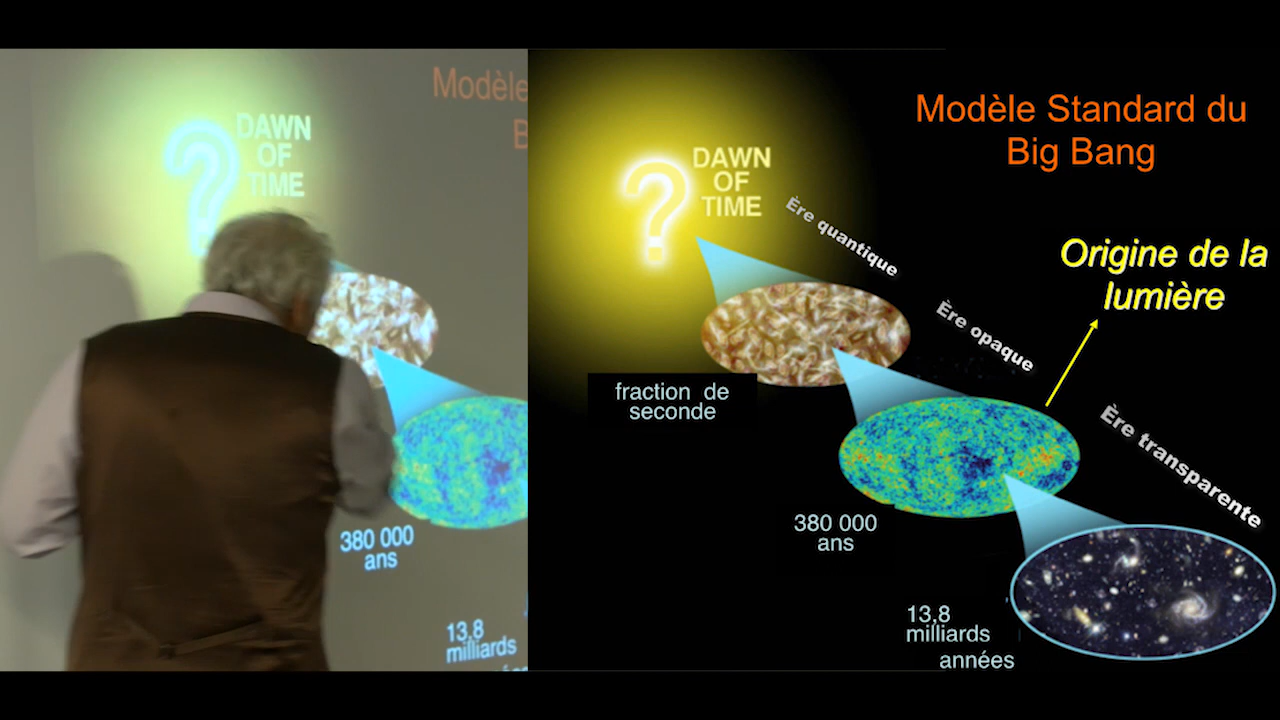 Modèle
B
DAWN
OF
TIME
380 000
ans
13,8
milliards
Modèle Standard du
Big Bang
DAWN
OF
TIME
Ère quantique
Origine de la
lumière
Ère opaque
fraction de
seconde
Ère transparente
380 000
ans
13,8
milliards
années